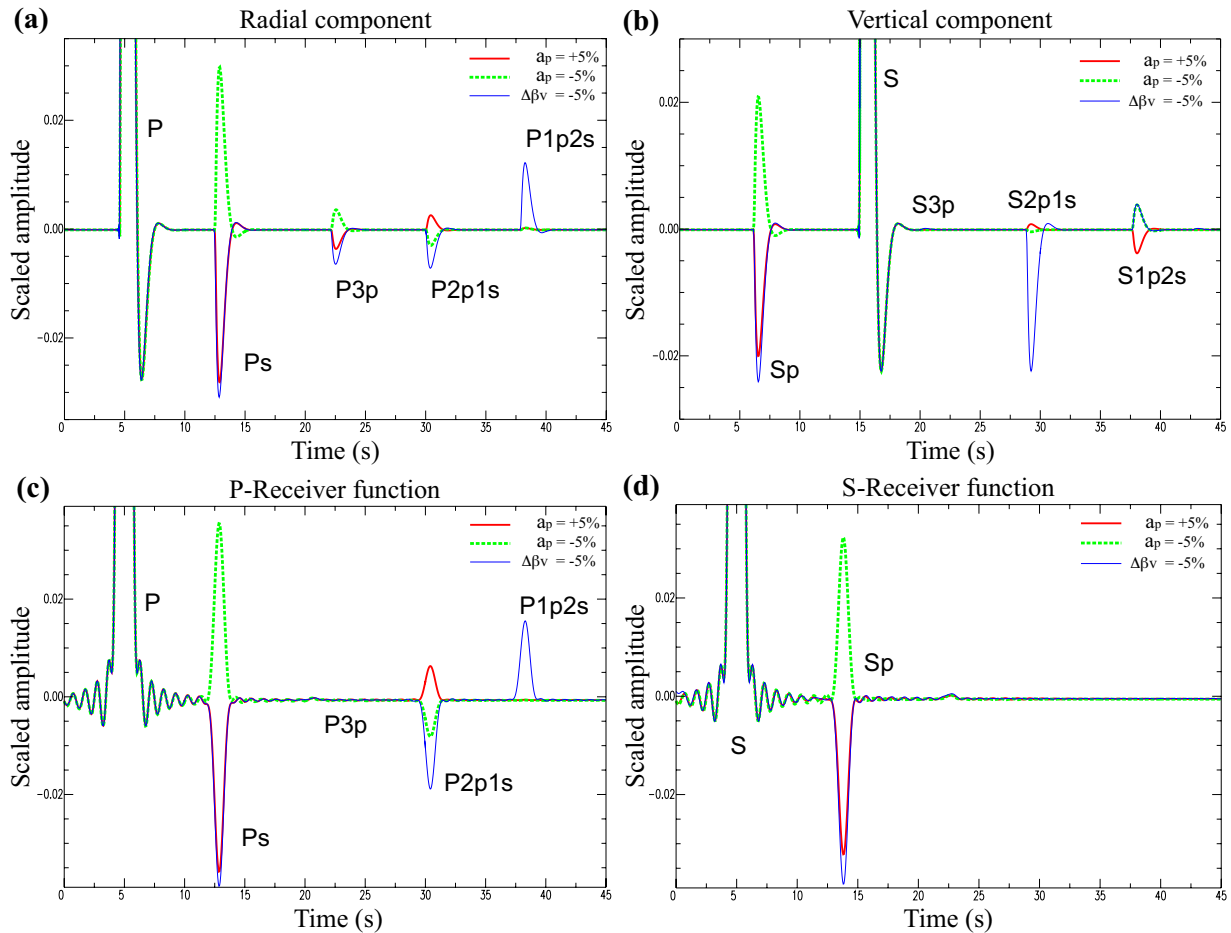 (a)
Radial component
Scaled amplitude
0.02
0.00
-0.02
aP = +5%
aP = -5%
Δβv = -5%
P
Ps
P3p
P2p1s
P1p2s
0 5 10 15 20 25 30 35 40 45
Time (s)
(b)
Vertical component
Scaled amplitude
0.02
0.00
-0.02
aP = +5%
aP = -5%
Δβv = -5%
S
Sp
S3p
S2p1s
S1p2s
0 5 10 15 20 25 30 35 40 45
Time (s)
(c)
P-Receiver function
Scaled amplitude
0.02
0.00
-0.02
aP = +5%
aP = -5%
Δβv = -5%
P
Ps
P3p
P2p1s
P1p2s
0 5 10 15 20 25 30 35 40 45
Time (s)
(d)
S-Receiver function
Scaled amplitude
0.02
0.00
-0.02
aP = +5%
aP = -5%
Δβv = -5%
S
Sp
0 5 10 15 20 25 30 35 40 45
Time (s)